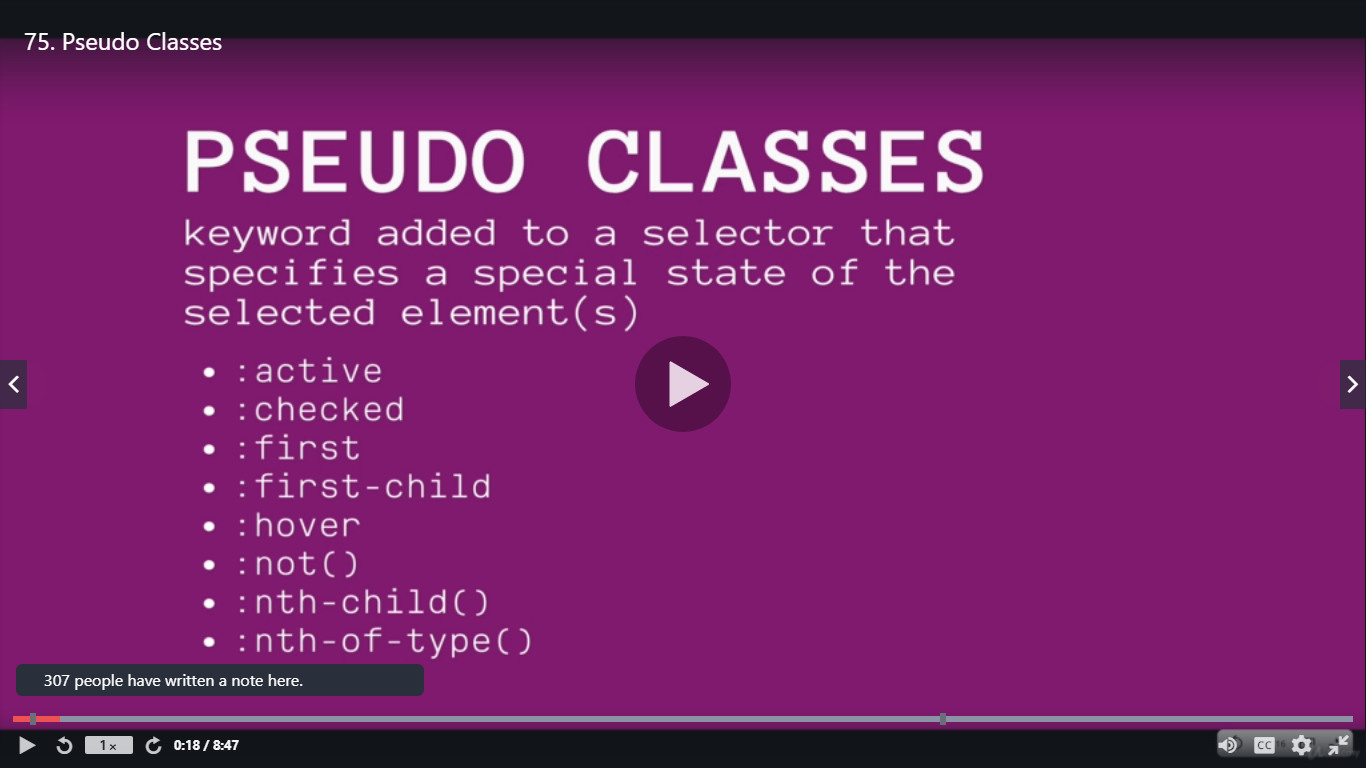 75. Pseudo Classes
PSEUDO CLASSES
keyword added to a selector that
specifies a special state of the
selected element(s)
:active
:checked
:first
:first-child
:hover
:not()
:nth-child()
:nth-of-type()
307 people have written a note here.
1x
0:18 / 8:47
CC